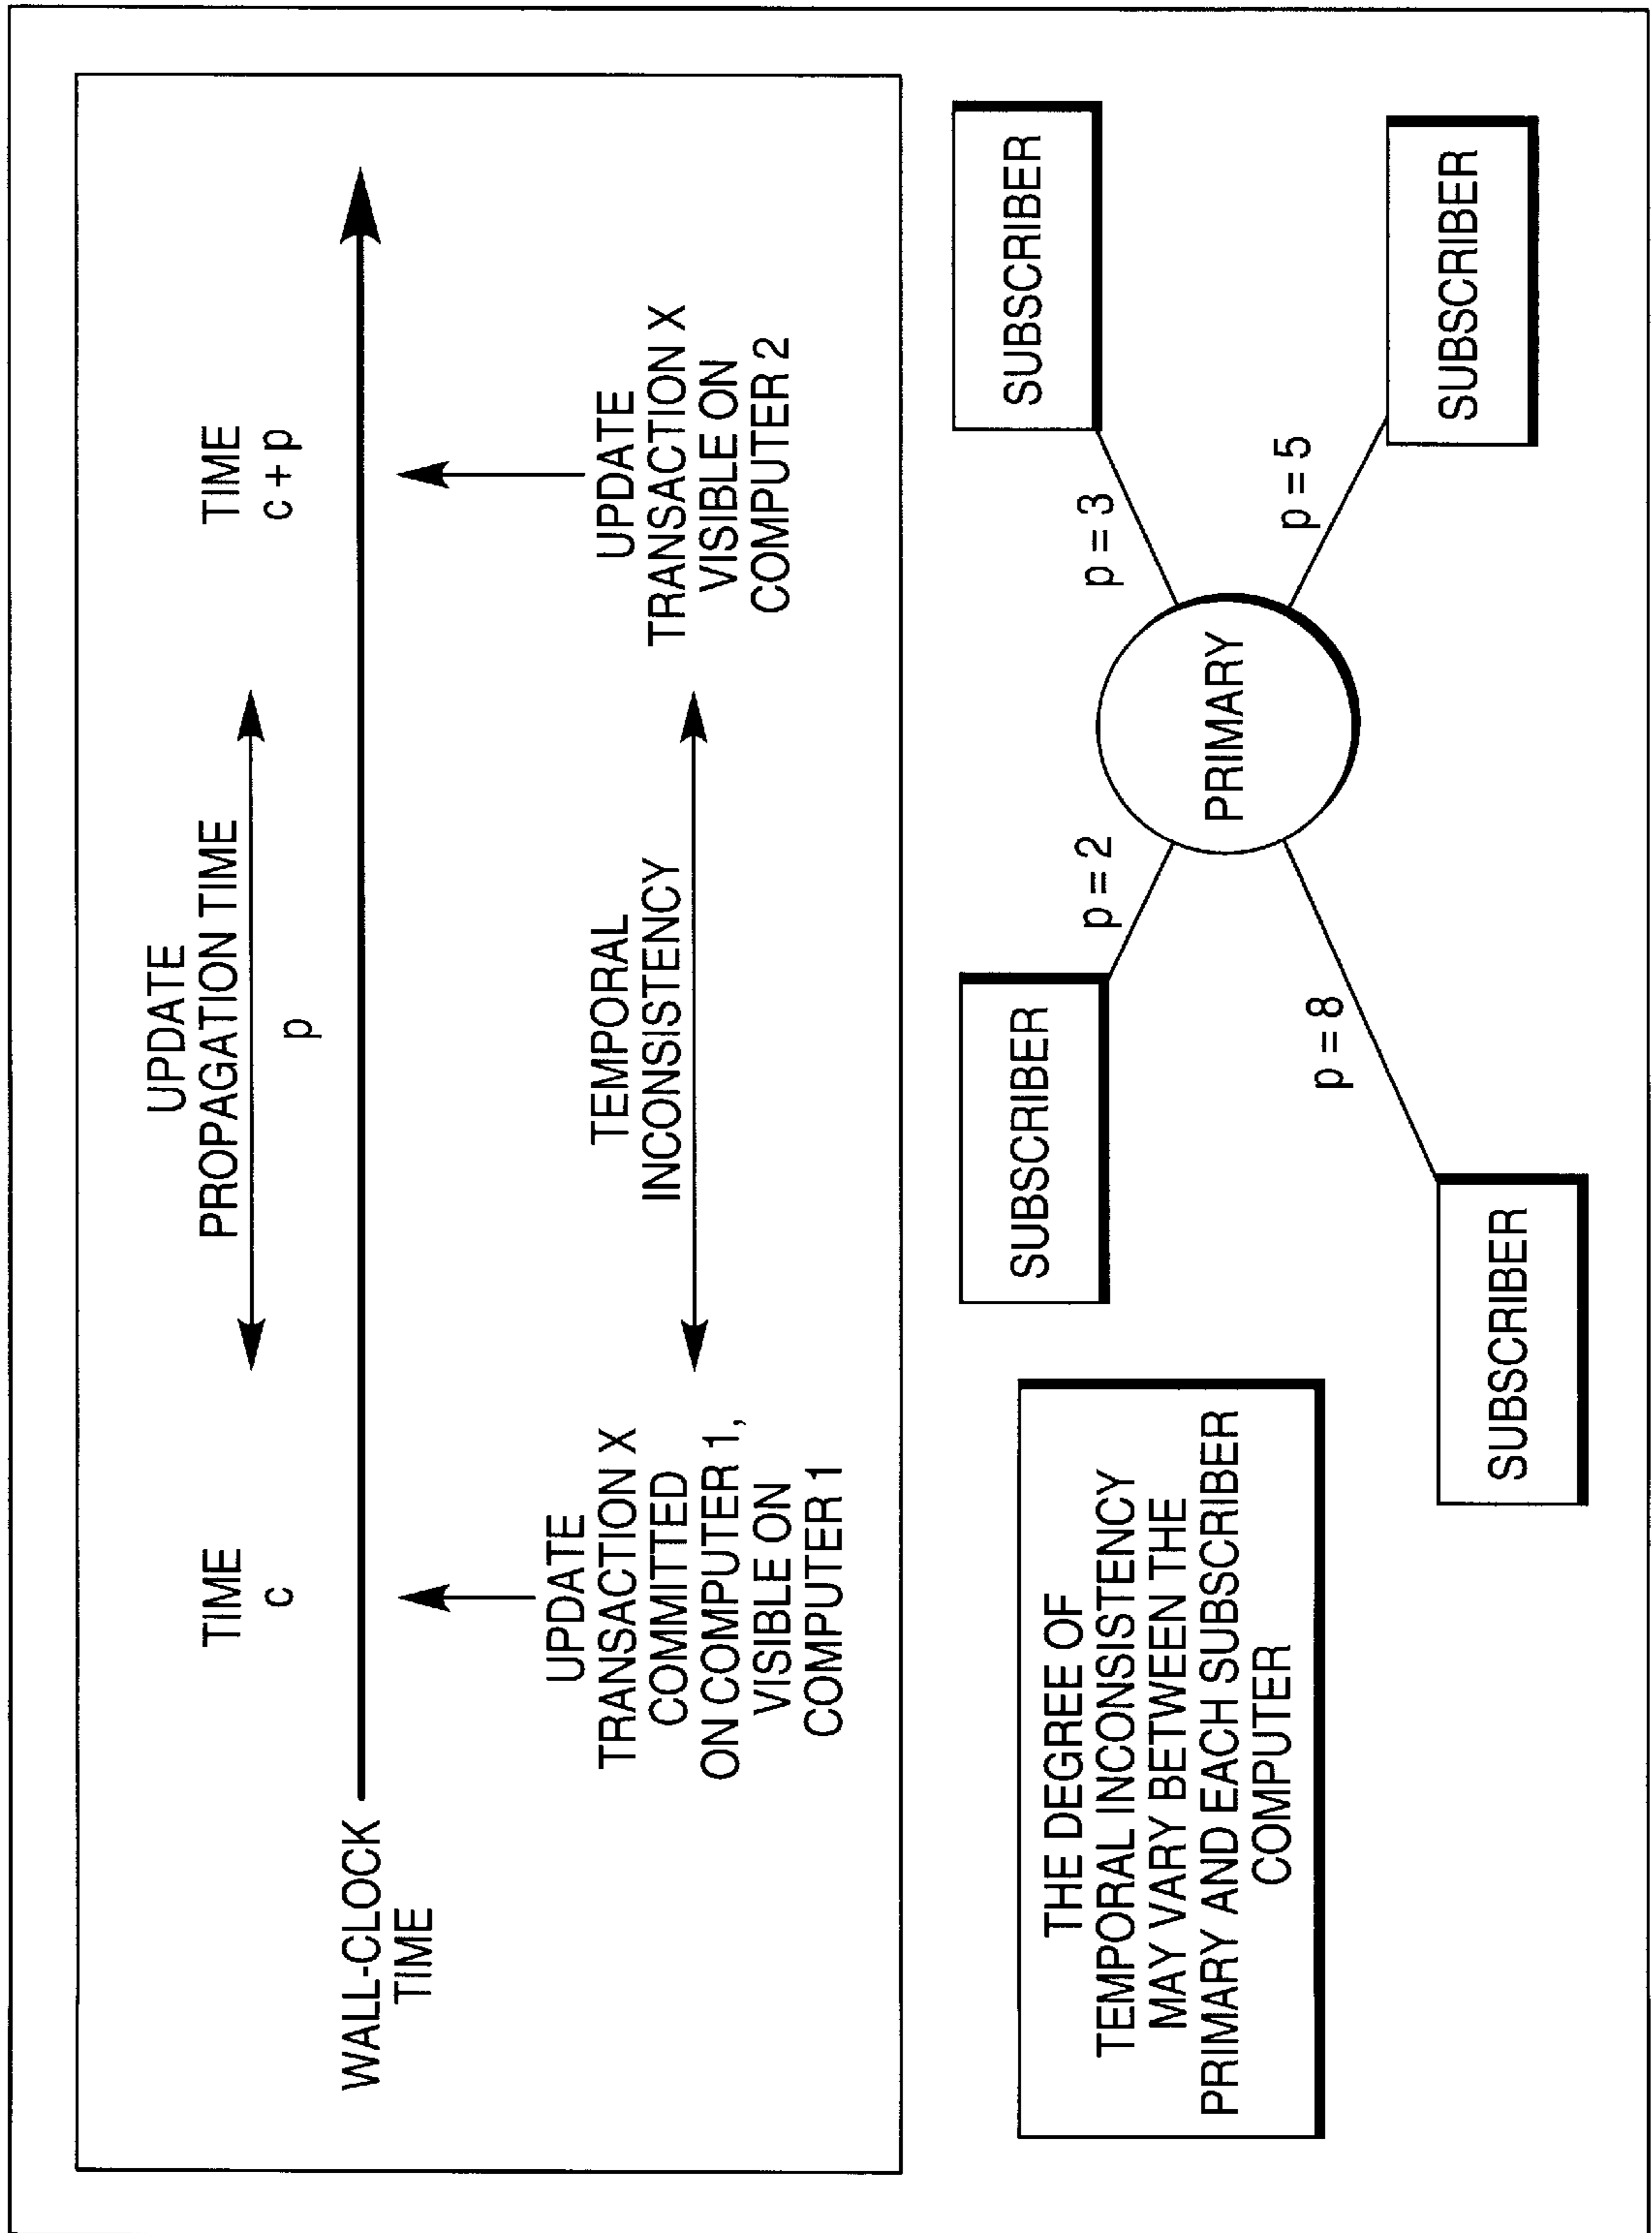 UPDATE
PROPAGATION TIME
TIME
c
p
TIME
c + p
WALL-CLOCK
TIME
UPDATE
TRANSACTION X
COMMITTED
ON COMPUTER 1,
VISIBLE ON
COMPUTER 1
TEMPORAL
INCONSISTENCY
UPDATE
TRANSACTION X
VISIBLE ON
COMPUTER 2
THE DEGREE OF
TEMPORAL INCONSISTENCY
MAY VARY BETWEEN THE
PRIMARY AND EACH SUBSCRIBER
COMPUTER
SUBSCRIBER
p = 2
SUBSCRIBER
p = 3
PRIMARY
SUBSCRIBER
p = 8
SUBSCRIBER
p = 5